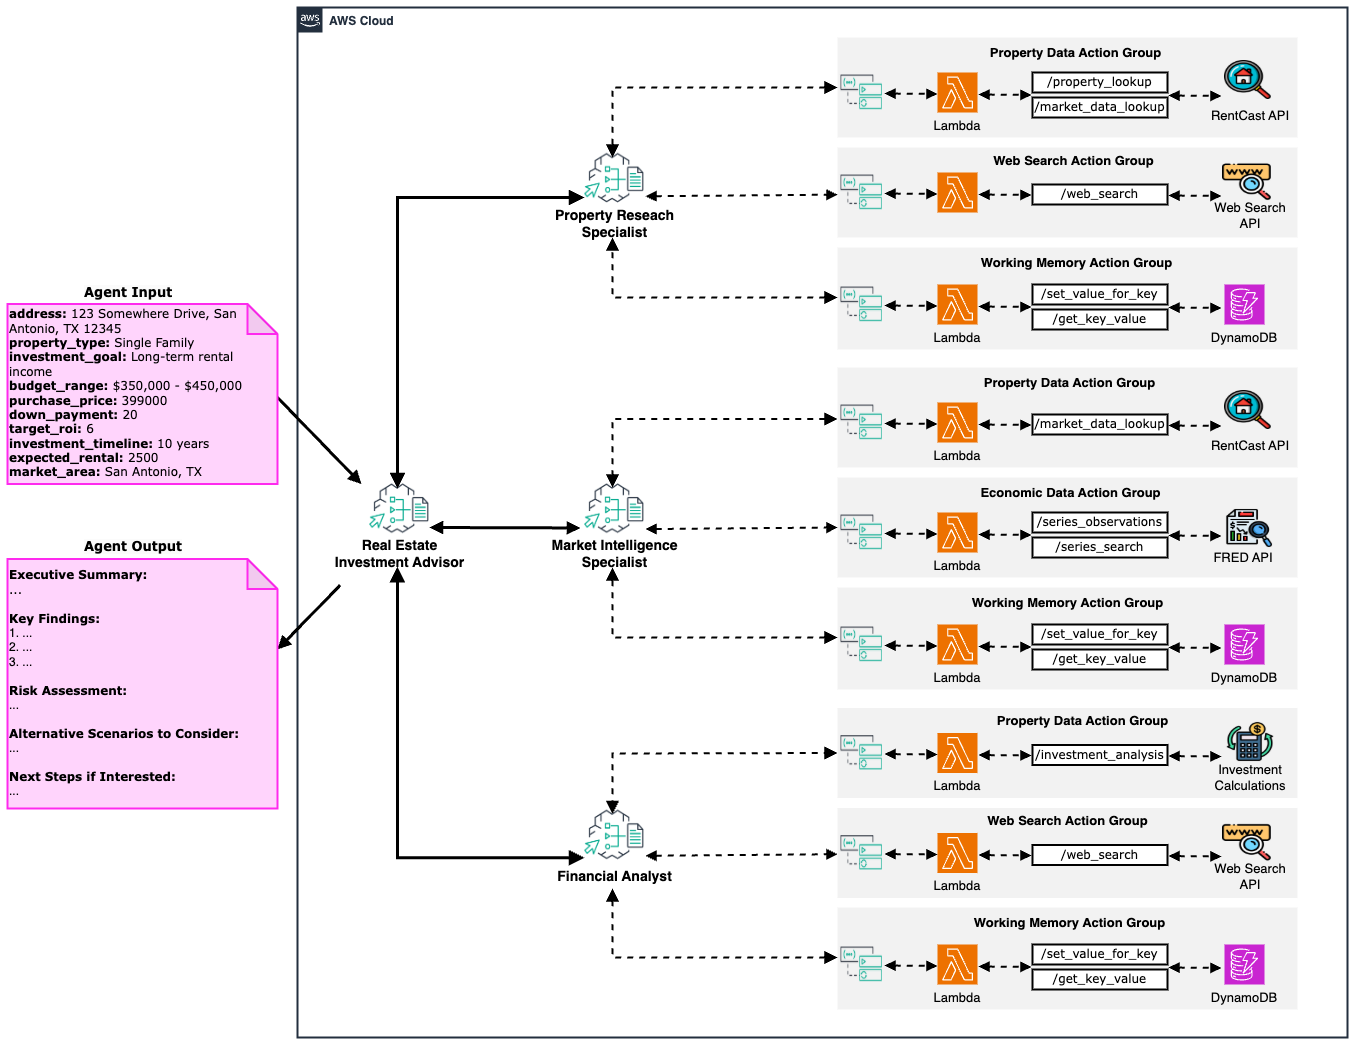 aws
AWS Cloud
Agent Input
address: 123 Somewhere Drive, San
Antonio, TX 12345
property_type: Single Family
investment_goal: Long-term rental
income
budget_range: $350,000 - $450,000
purchase_price: 399000
down_payment: 20
target_roi: 6
investment_timeline: 10 years
expected_rental: 2500
market_area: San Antonio, TX
Agent Output
Executive Summary:
...
Key Findings:
1. ...
2. ...
3. ...
Risk Assessment:
...
Alternative Scenarios to Consider:
...
Next Steps if Interested:
...
Real Estate
Investment Advisor
Property Reseach
Specialist
Market Intelligence
Specialist
Financial Analyst
Property Data Action Group
Lambda
/property_lookup
/market_data_lookup
RentCast API
Web Search Action Group
/web_search
WWW
Web Search
API
Working Memory Action Group
Lambda
/set_value_for_key
/get_key_value
DynamoDB
Property Data Action Group
Lambda
/market_data_lookup
RentCast API
Economic Data Action Group
Lambda
/series_observations
/series_search
FRED API
Working Memory Action Group
Lambda
/set_value_for_key
/get_key_value
DynamoDB
Property Data Action Group
Lambda
/investment_analysis
Investment
Calculations
Web Search Action Group
Lambda
/web_search
WWW
Web Search
API
Working Memory Action Group
Lambda
/set_value_for_key
/get_key_value
DynamoDB